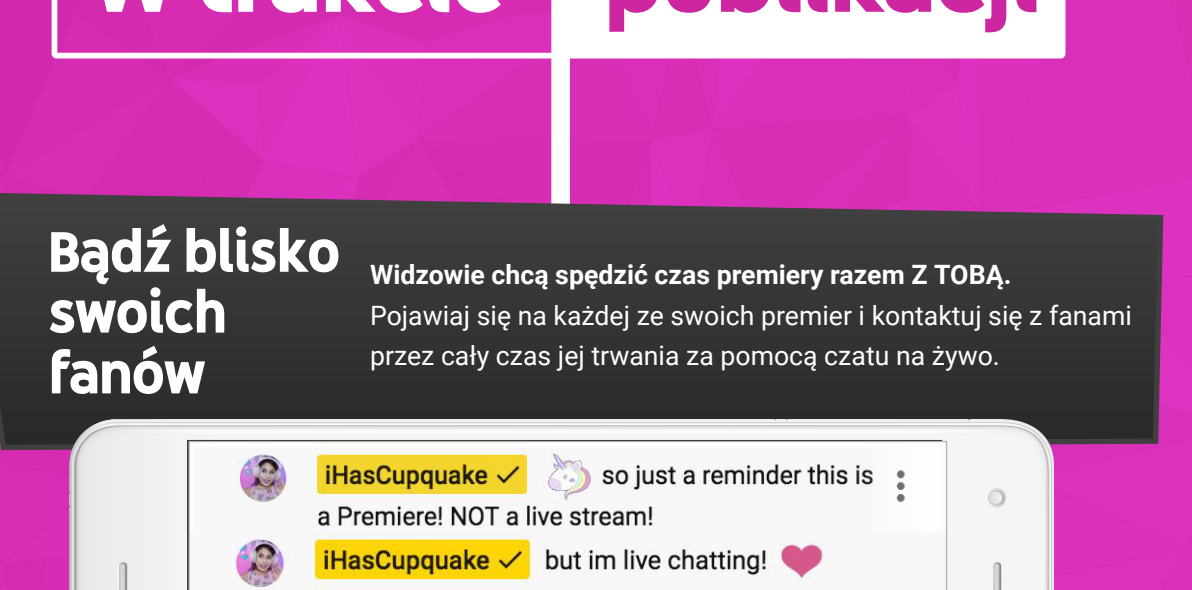 W trakcie publikacji
Bądź blisko
swoich
fanów
Widzowie chcą spędzić czas premiery razem Z TOBĄ.
Pojawiaj się na każdej ze swoich premier i kontaktuj się z fanami
przez cały czas jej trwania za pomocą czatu na żywo.
iHasCupquake ✓ so just a reminder this is
a Premiere! NOT a live stream!
iHasCupquake ✓ but im live chatting!